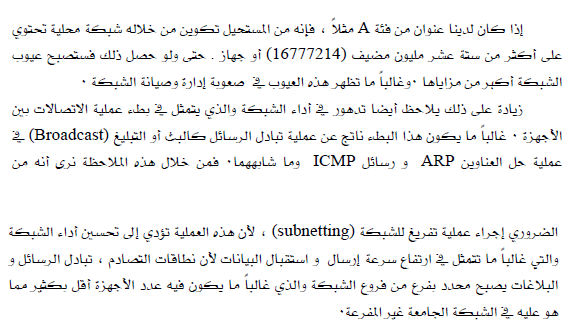 إذا كان لدينا عنوان من فئة A مثلاً ، فإنه من المستحيل تكوين من خلاله شبكة محلية تحتوي
على أكثر من ستة عشر مليون مضيف (16777214) أو جهاز . حتى ولو حصل ذلك فستصبح عيوب
الشبكة أكبر من مزاياها ٠وغالباً ما تظهر هذه العيوب في صعوبة إدارة وصيانة الشبكة ٠
زيادة على ذلك يلاحظ أيضا تدهور في أداء الشبكة والذي يتمثل في بطء عملية الاتصالات بين
الأجهزة ٠ غالباً ما يكون هذا البطء ناتج عن عملية تبادل الرسائل كالبث أو التبليغ (Broadcast) في
عملية حل العناوين ARP و رسائل ICMP وما شابههما٠ فمن خلال هذه الملاحظة نرى أنه من
الضروري إجراء عملية تفريغ للشبكة (subnetting) ، لأن هذه العملية تؤدي إلى تحسين أداء الشبكة
والتي غالباً ما تتمثل في ارتفاع سرعة إرسال و استقبال البيانات لأن نطاقات التصادم ، تبادل الرسائل و
البلاغات يصبح محدد بفرع من فروع الشبكة والذي غالباً ما يكون فيه عدد الأجهزة أقل بكثير مما
هو عليه في الشبكة الجامعة غير المفرعة٠